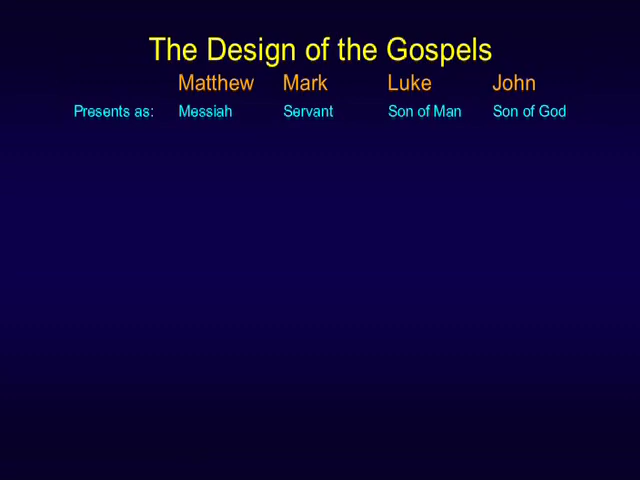 The Design of the Gospels
Matthew Mark Luke John
Presents as: Messiah Servant Son of Man Son of God